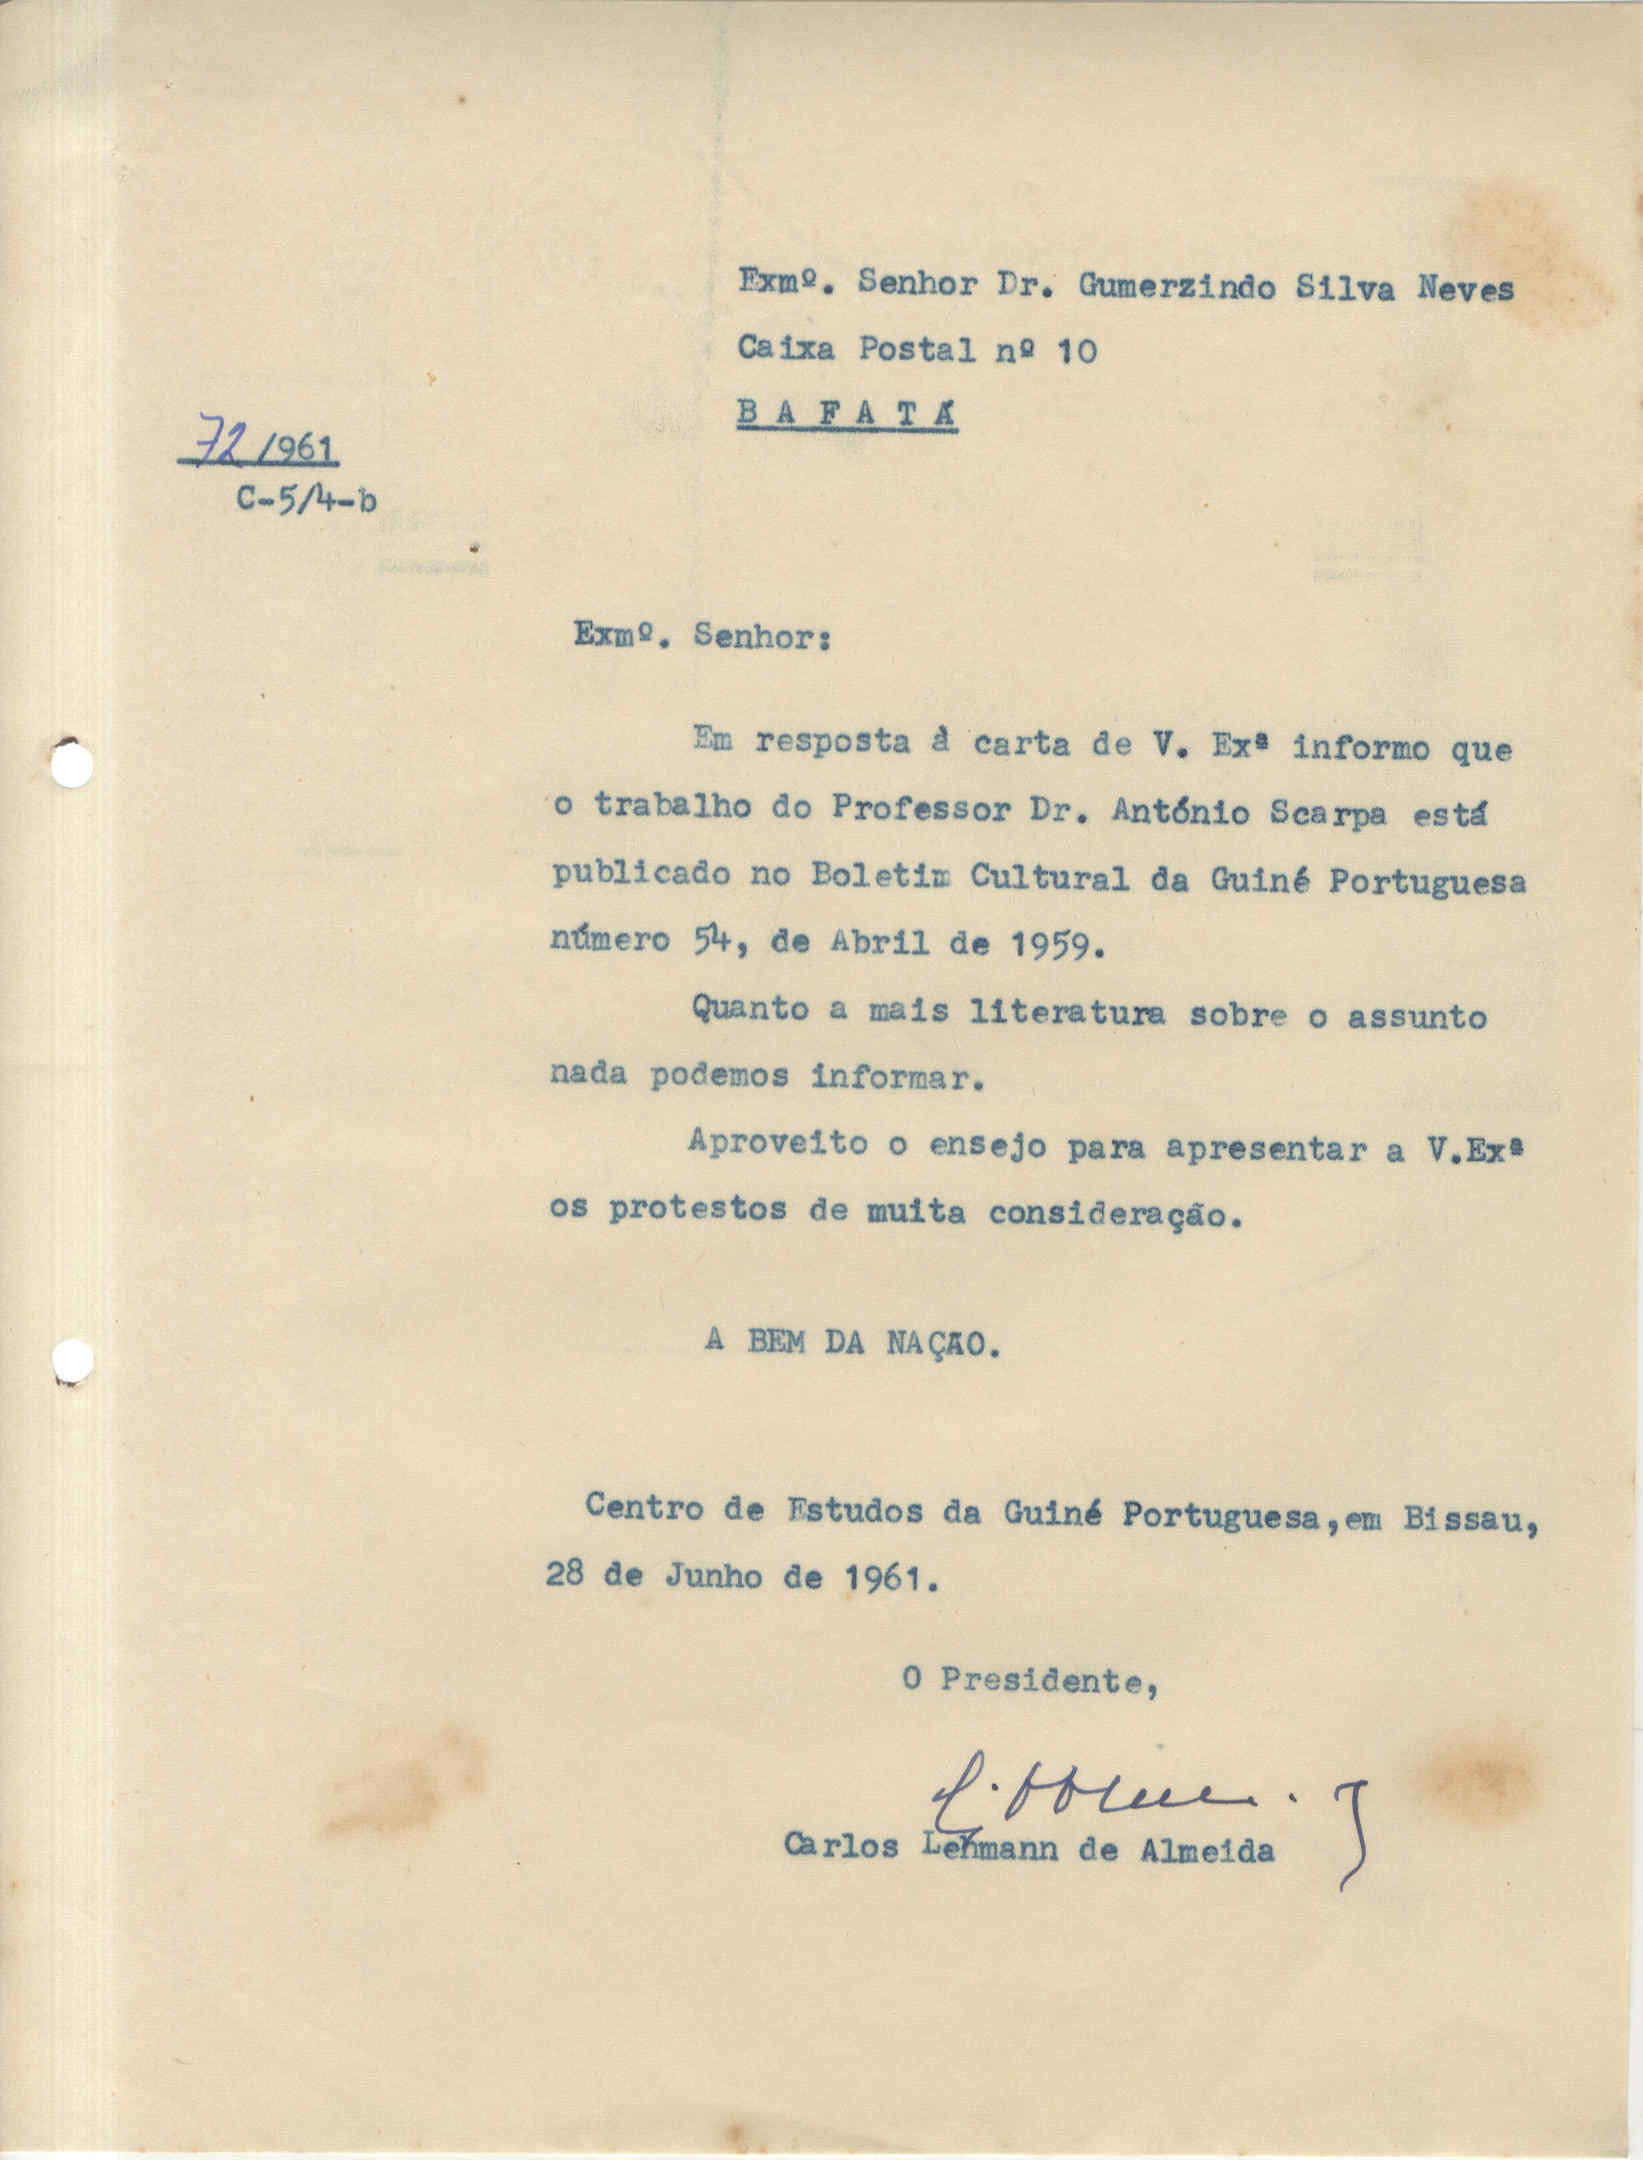 Exmº. Senhor Dr. Gumerzindo Silva Neves
Caixa Postal nº 10
B A F A T Á
72/961
C-5/4-b
Exmº. Senhor:
Em resposta à carta de V. Exª informo que
o trabalho do Professor Dr. António Scarpa está
publicado no Boletim Cultural da Guiné Portuguesa
número 54, de Abril de 1959.
Quanto a mais literatura sobre o assunto
nada podemos informar.
Aproveito o ensejo para apresentar a V.Exª
os protestos de muita consideração.
A BEM DA NAÇÃO.
Centro de Estudos da Guiné Portuguesa,em Bissau,
28 de Junho de 1961.
O Presidente,
Carlos Lehmann de Almeida